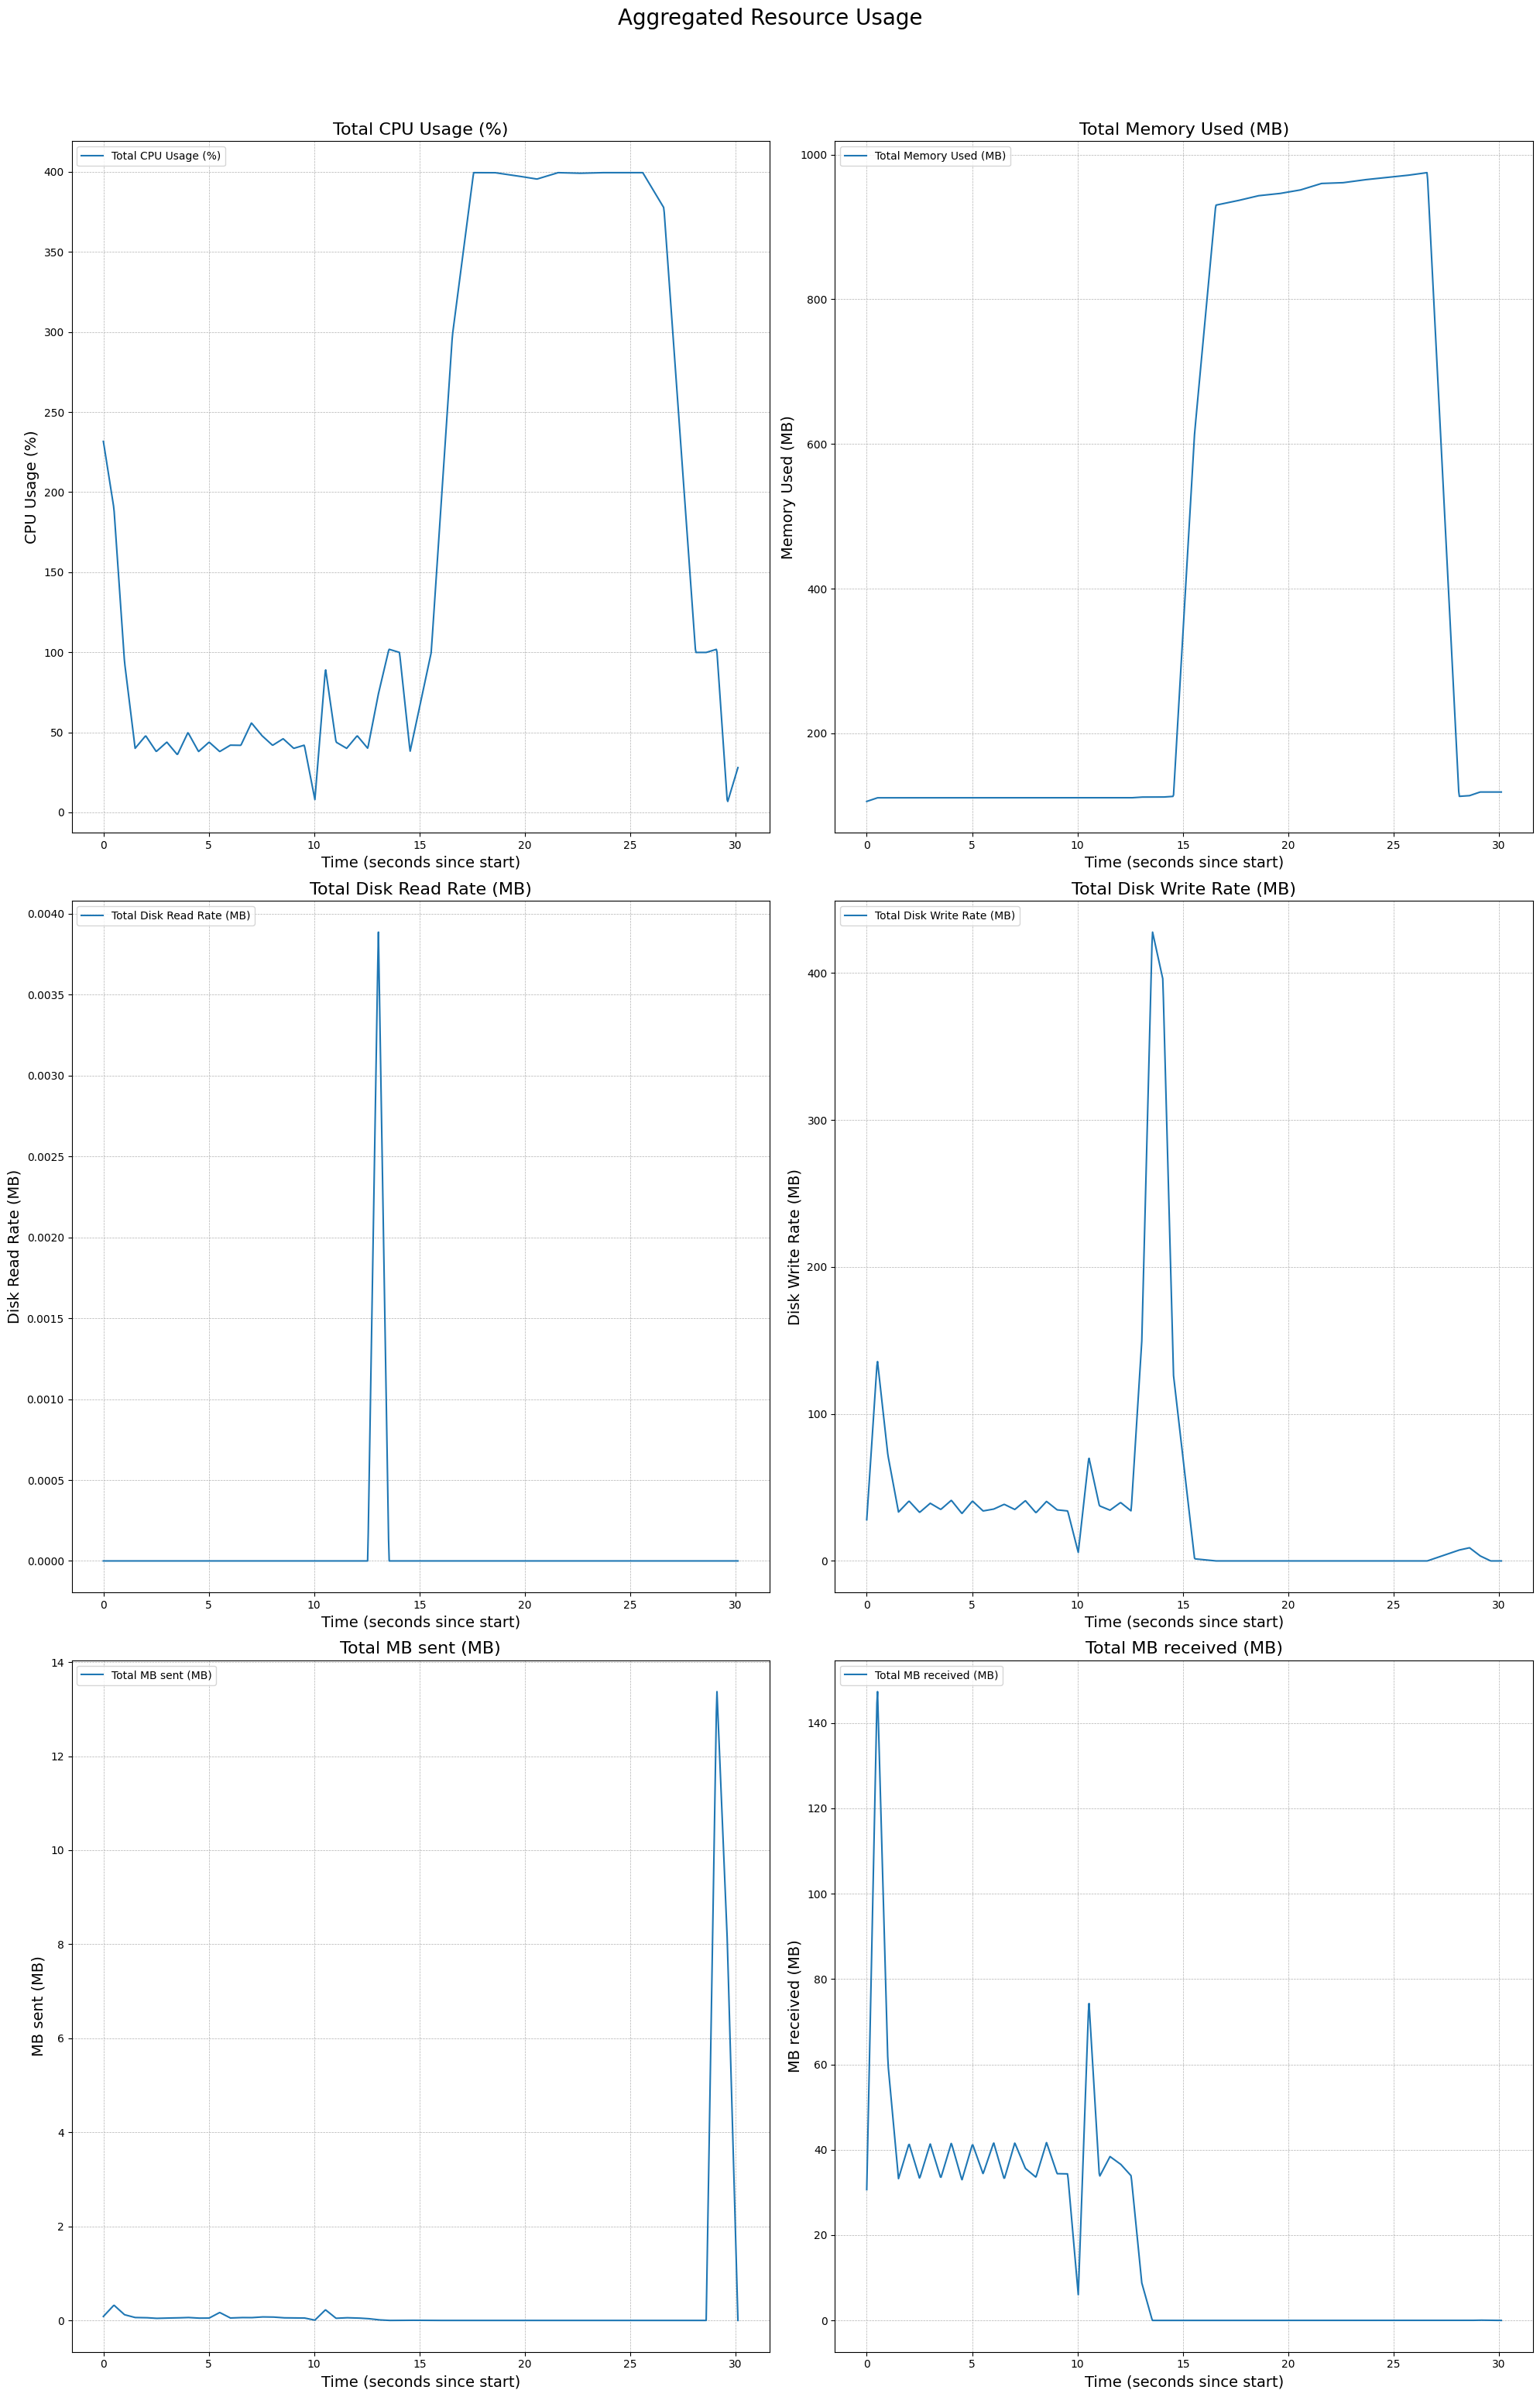 Aggregated Resource Usage
Total CPU Usage (%)
Total CPU Usage (%)
CPU Usage (%)
400
350
300
250
200
150
100
50
0
0 5 10 15 20 25 30
Time (seconds since start)
Total Memory Used (MB)
Total Memory Used (MB)
Memory Used (MB)
1000
800
600
400
200
0 5 10 15 20 25 30
Time (seconds since start)
Total Disk Read Rate (MB)
Total Disk Read Rate (MB)
Disk Read Rate (MB)
0.0040
0.0035
0.0030
0.0025
0.0020
0.0015
0.0010
0.0005
0.0000
0 5 10 15 20 25 30
Time (seconds since start)
Total Disk Write Rate (MB)
Total Disk Write Rate (MB)
Disk Write Rate (MB)
400
300
200
100
0
0 5 10 15 20 25 30
Time (seconds since start)
Total MB sent (MB)
Total MB sent (MB)
MB sent (MB)
14
12
10
8
6
4
2
0
0 5 10 15 20 25 30
Time (seconds since start)
Total MB received (MB)
Total MB received (MB)
MB received (MB)
140
120
100
80
60
40
20
0
0 5 10 15 20 25 30
Time (seconds since start)